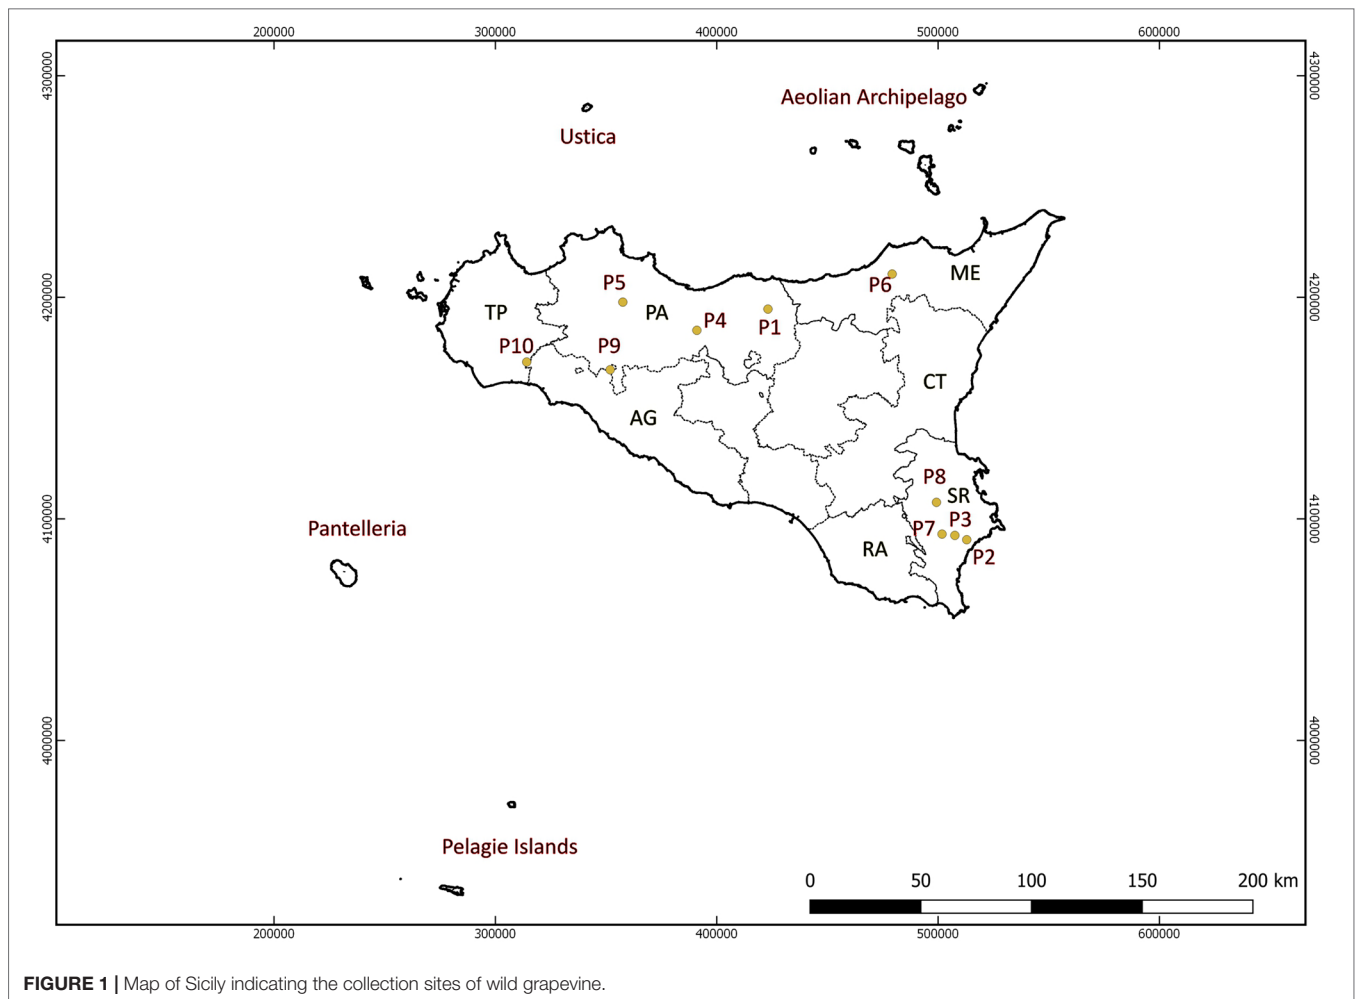 200000 300000 400000 500000 600000
4300000 4300000
Aeolian Archipelago
Ustica
ME
P6
P5
4200000 4200000
TP PA P4 P1
P10 P9
CT
AG
P8
SR
4100000 4100000
Pantelleria
P7 P3
RA
P2
4000000 4000000
Pelagie Islands
0 50 100 150 200 km
200000 300000 400000 500000 600000
FIGURE 1 | Map of Sicily indicating the collection sites of wild grapevine.